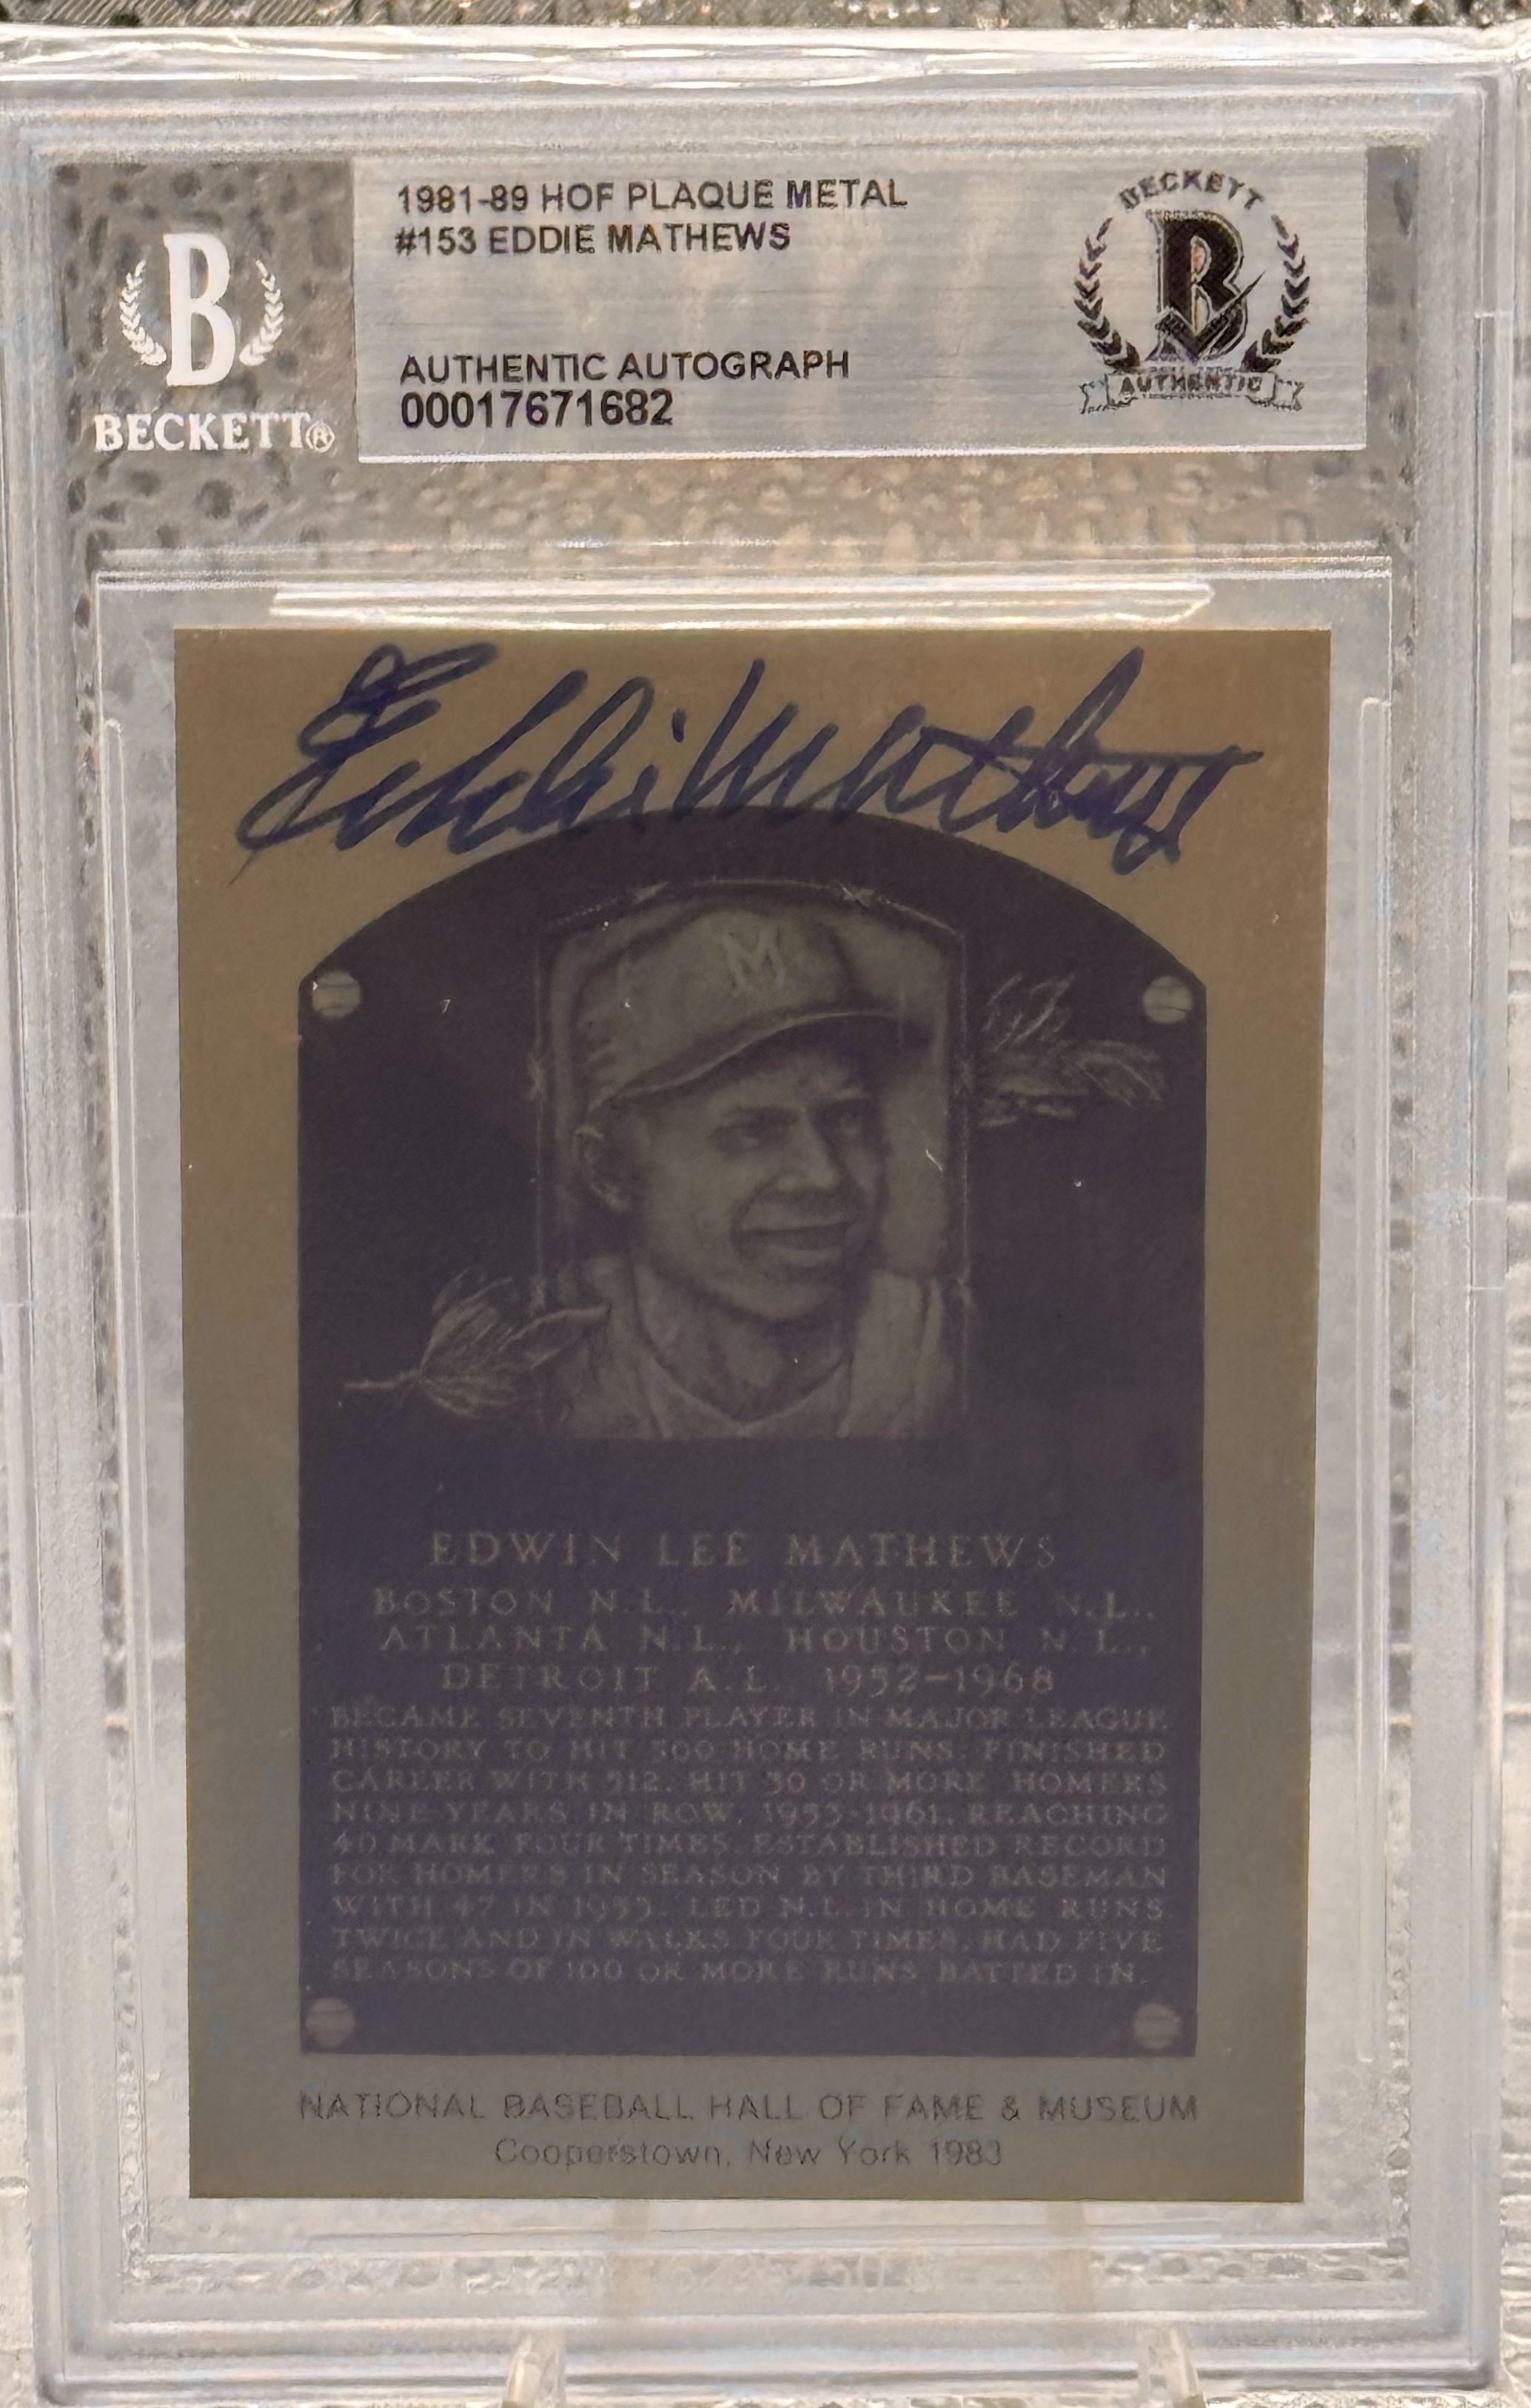 1981-89 HOF PLAQUE METAL
#153 EDDIE MATHEWS
AUTHENTIC AUTOGRAPH
00017671682
B
BECKETT®
BECKETT
B
AUTHENTIC
Eddie Mathews
M
EDWIN LEE MATHEWS
BOSTON N.L., MILWAUKEE N.L.,
ATLANTA N.L., HOUSTON N.L.,
DETROIT A.L., 1952-1968
BECAME SEVENTH PLAYER IN MAJOR LEAGUE
HISTORY TO HIT 500 HOME RUNS. FINISHED
CAREER WITH 512. HIT 30 OR MORE HOMERS
NINE YEARS IN ROW, 1953-1961, REACHING
40 MARK FOUR TIMES. ESTABLISHED RECORD
FOR HOMERS IN SEASON BY THIRD BASEMAN
WITH 47 IN 1953. LED N.L. IN HOME RUNS
TWICE AND IN WALKS FOUR TIMES. HAD FIVE
SEASONS OF 100 OR MORE RUNS BATTED IN.
NATIONAL BASEBALL HALL OF FAME & MUSEUM
Cooperstown, New York 1983